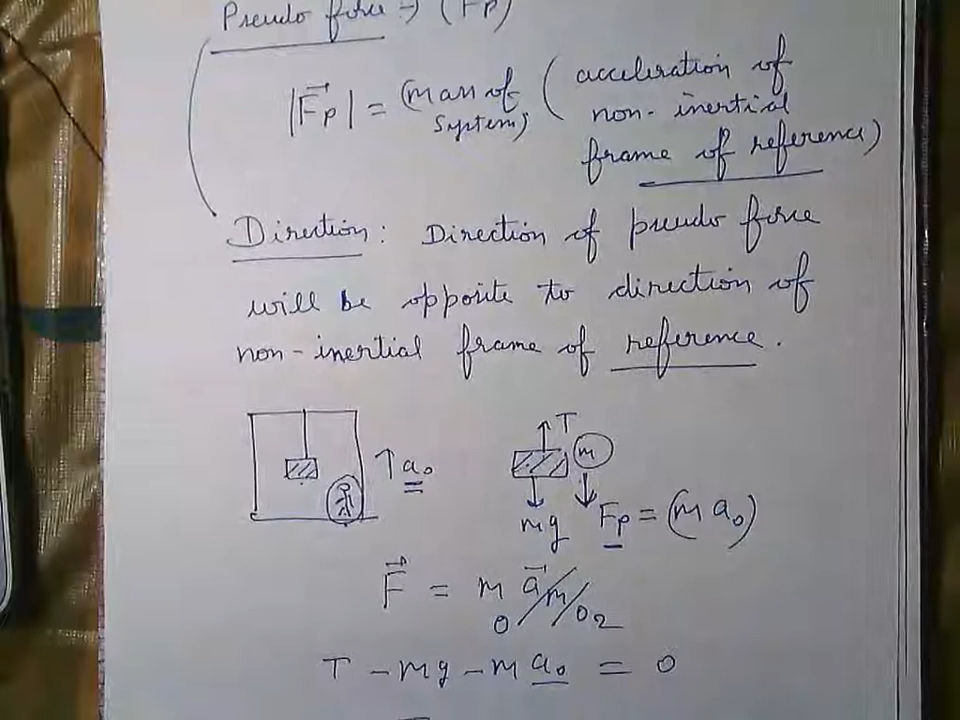 Pseudo force :-) (Fp)
|F⃗p| = (mass of system) (acceleration of non-inertial frame of reference)
Direction: Direction of pseudo force
will be opposite to direction of
non-inertial frame of reference.
↑ a₀
T
m
mg
Fp = (m a₀)
F⃗ = m a⃗ m/O₂
0
T - mg - m a₀ = 0